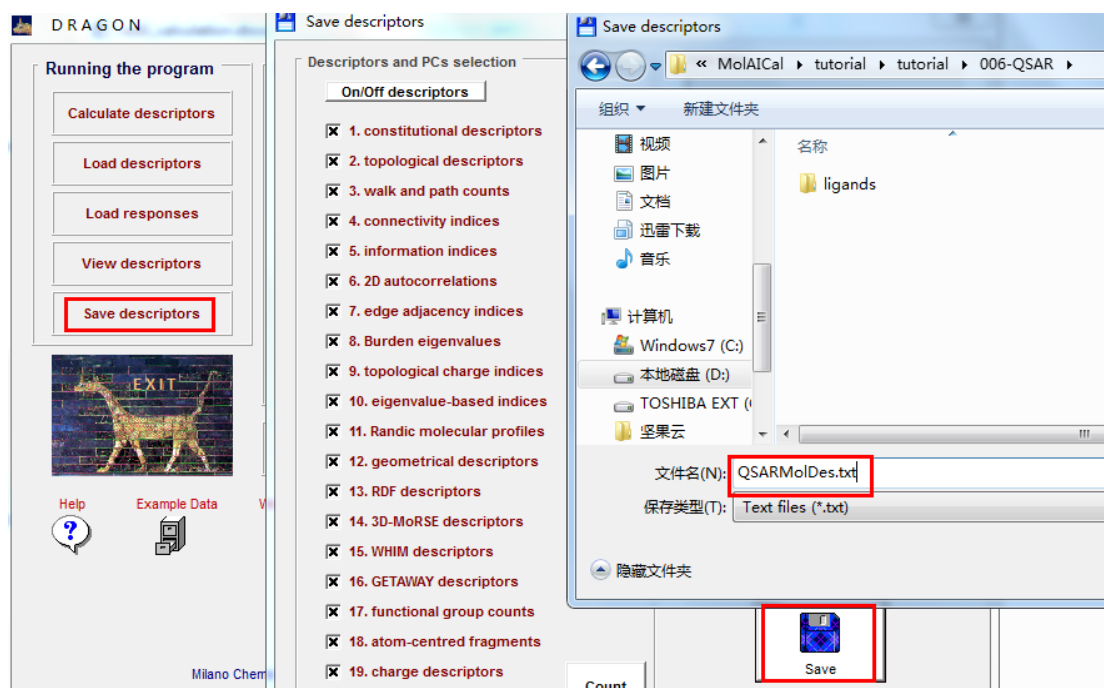 DRAGON
Running the program
Calculate descriptors
Load descriptors
Load responses
View descriptors
Save descriptors
EXIT
Help
Example Data
Milano Chem
Save descriptors
Descriptors and PCs selection
On/Off descriptors
1. constitutional descriptors
2. topological descriptors
3. walk and path counts
4. connectivity indices
5. information indices
6. 2D autocorrelations
7. edge adjacency indices
8. Burden eigenvalues
9. topological charge indices
10. eigenvalue-based indices
11. Randic molecular profiles
12. geometrical descriptors
13. RDF descriptors
14. 3D-MoRSE descriptors
15. WHIM descriptors
16. GETAWAY descriptors
17. functional group counts
18. atom-centred fragments
19. charge descriptors
Count
Save
Save descriptors
« MolAICal tutorial tutorial 006-QSAR
组织 新建文件夹
视频
图片
文档
迅雷下载
音乐
计算机
Windows7 (C:)
本地磁盘 (D:)
TOSHIBA EXT (
坚果云
名称
ligands
文件名(N): QSARMolDes.txt
保存类型(T): Text files (*.txt)
隐藏文件夹